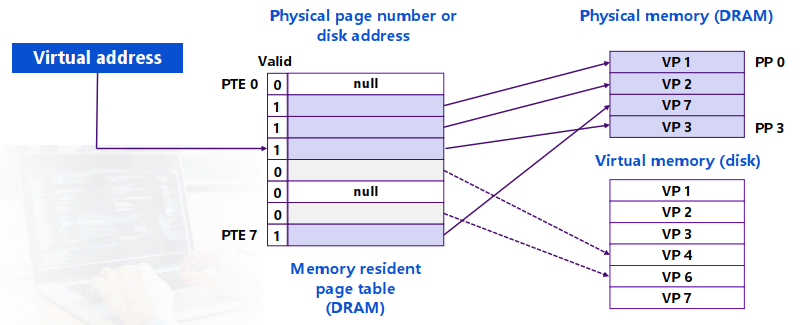 Physical page number or
disk address
Physical memory (DRAM)
Virtual address
Valid
VP 1
PP 0
PTE 0
0
null
VP 2
1
VP 7
1
VP 3
PP 3
1
Virtual memory (disk)
0
0
null
VP 1
0
VP 2
PTE 7
1
VP 3
VP 4
Memory resident
page table
(DRAM)
VP 6
VP 7